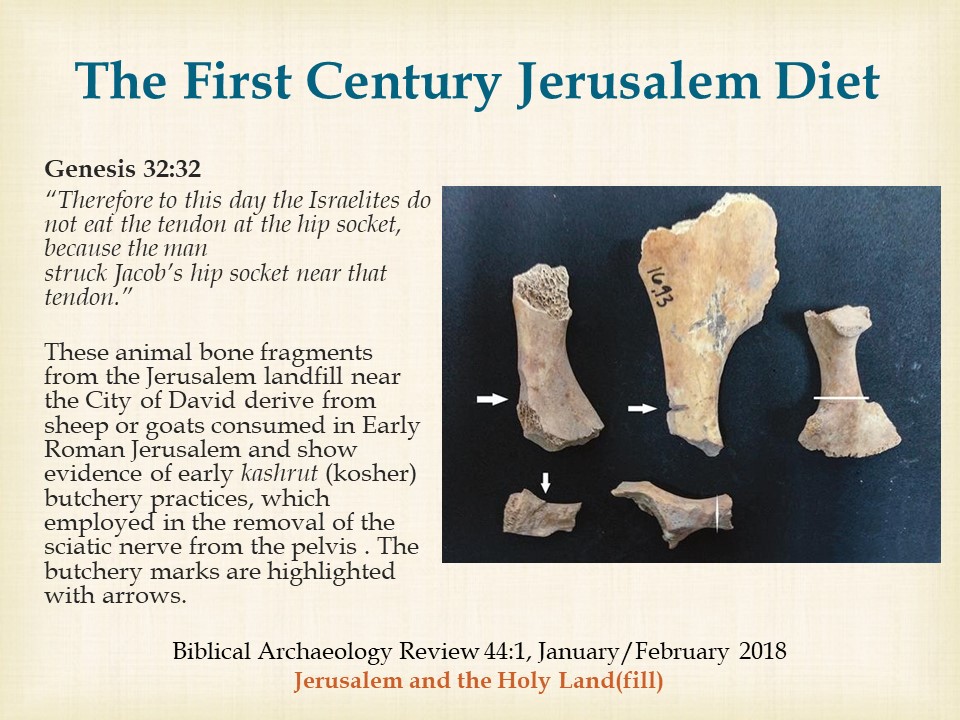 The First Century Jerusalem Diet
Genesis 32:32
“Therefore to this day the Israelites do
not eat the tendon at the hip socket,
because the man
struck Jacob’s hip socket near that
tendon.”
These animal bone fragments
from the Jerusalem landfill near
the City of David derive from
sheep or goats consumed in Early
Roman Jerusalem and show
evidence of early kashrut (kosher)
butchery practices, which
employed in the removal of the
sciatic nerve from the pelvis . The
butchery marks are highlighted
with arrows.
1693
Biblical Archaeology Review 44:1, January/February 2018
Jerusalem and the Holy Land(fill)